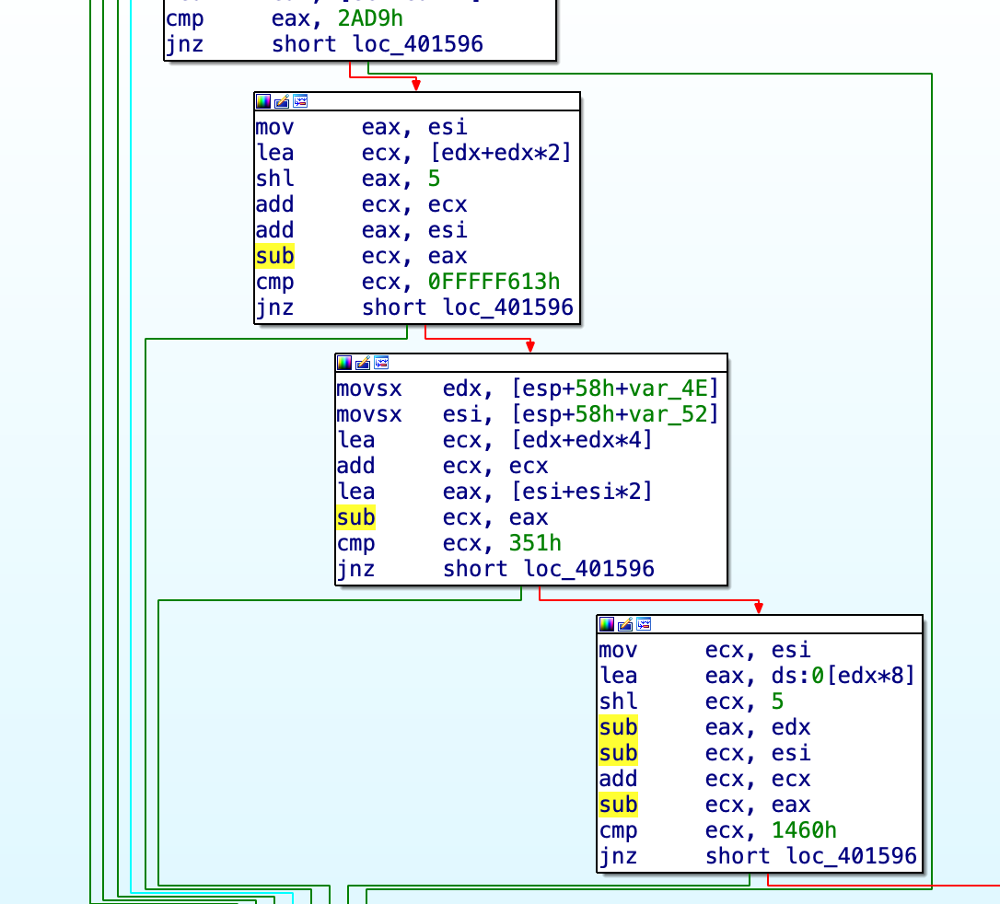 cmp eax, 2AD9h
jnz short loc_401596
mov eax, esi
lea ecx, [edx+edx*2]
shl eax, 5
add ecx, ecx
add eax, esi
sub ecx, eax
cmp ecx, 0FFFFF613h
jnz short loc_401596
movsx edx, [esp+58h+var_4E]
movsx esi, [esp+58h+var_52]
lea ecx, [edx+edx*4]
add ecx, ecx
lea eax, [esi+esi*2]
sub ecx, eax
cmp ecx, 351h
jnz short loc_401596
mov ecx, esi
lea eax, ds:0[edx*8]
shl ecx, 5
sub eax, edx
sub ecx, esi
add ecx, ecx
sub ecx, eax
cmp ecx, 1460h
jnz short loc_401596